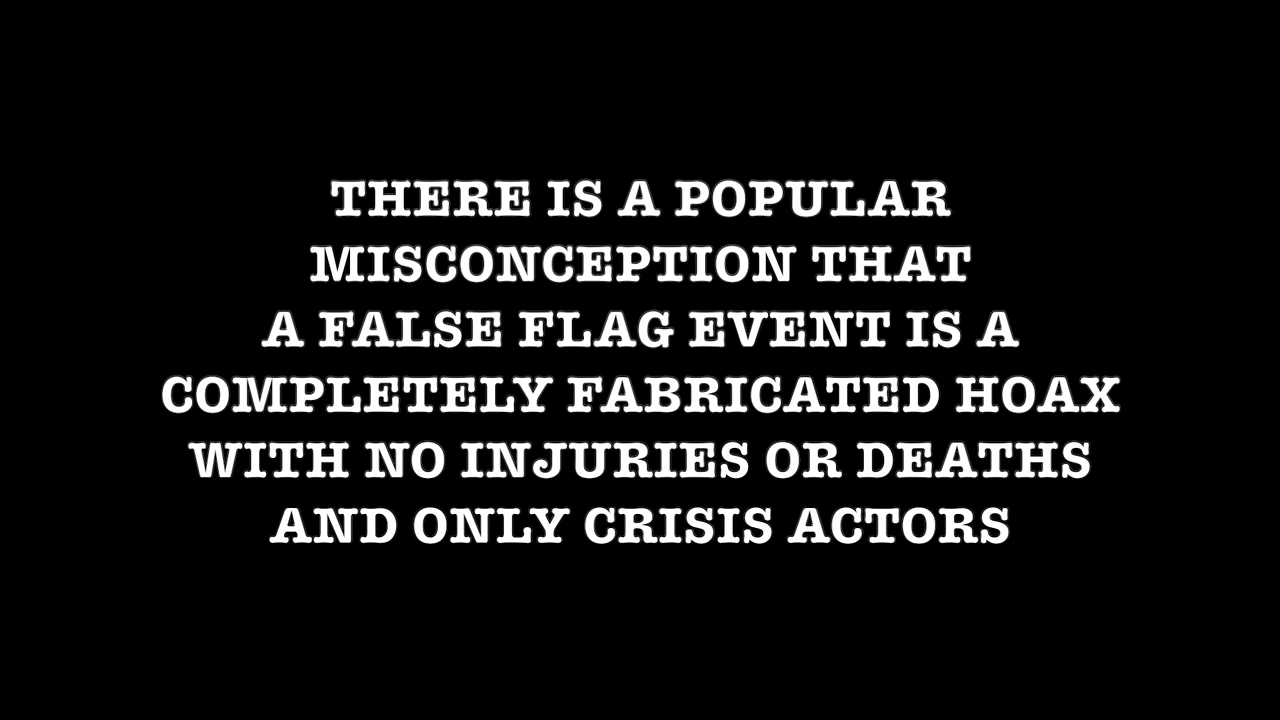 THERE IS A POPULAR
MISCONCEPTION THAT
A FALSE FLAG EVENT IS A
COMPLETELY FABRICATED HOAX
WITH NO INJURIES OR DEATHS
AND ONLY CRISIS ACTORS